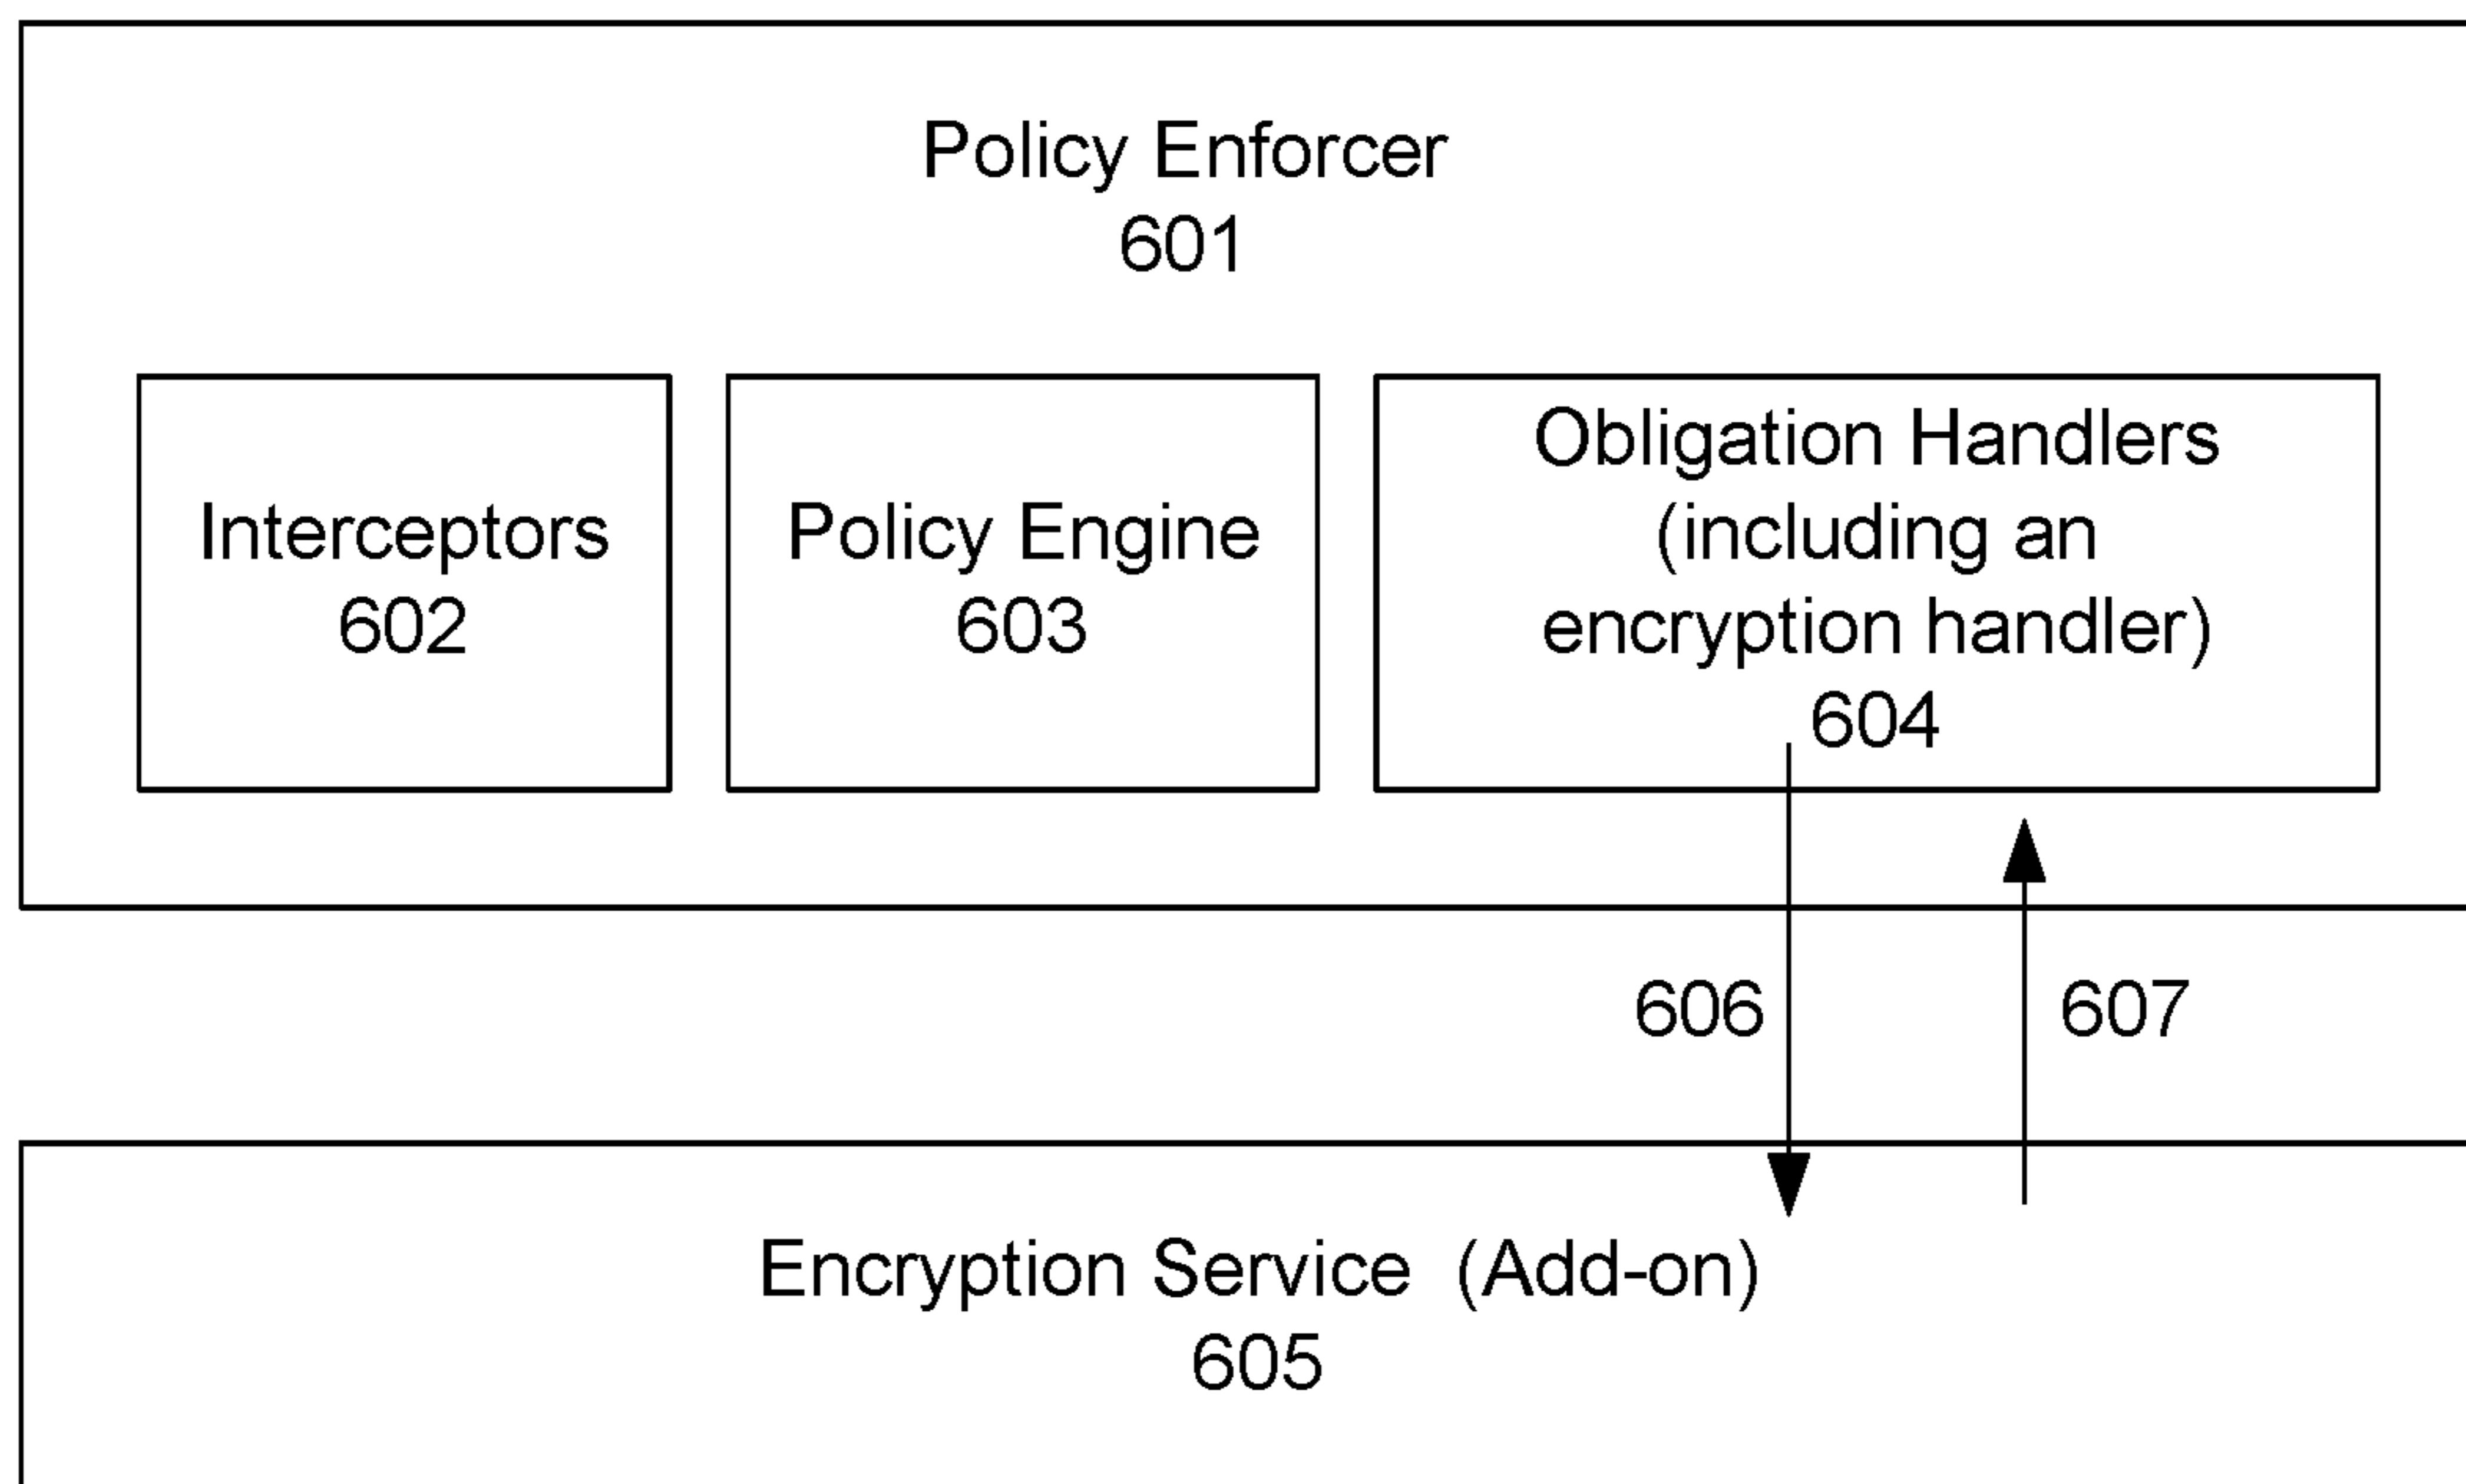 Policy Enforcer
601
Interceptors
602
Policy Engine
603
Obligation Handlers
(including an
encryption handler)
604
606
607
Encryption Service (Add-on)
605